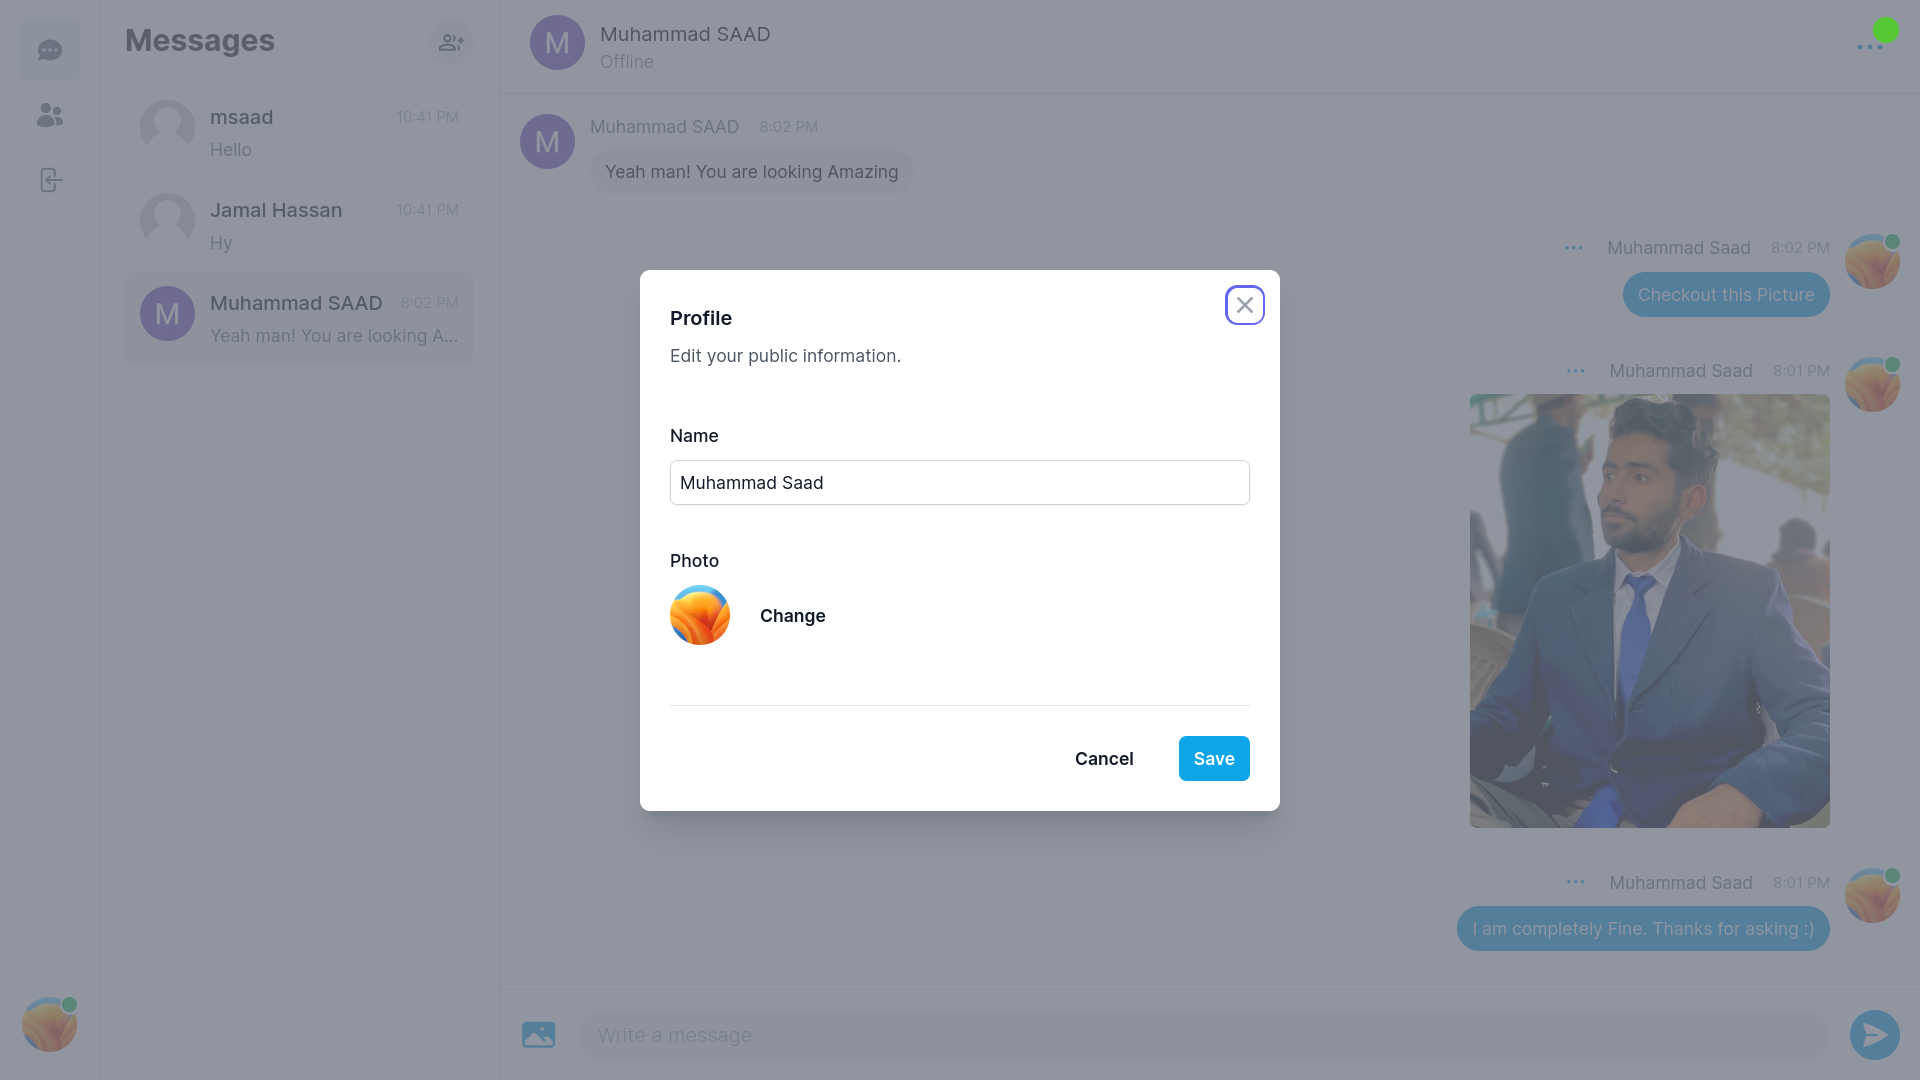 Messages
msaad
10:41 PM
Hello
Jamal Hassan
10:41 PM
Hy
M
Muhammad SAAD
8:02 PM
Yeah man! You are looking A...
M
Muhammad SAAD
Offline
M
Muhammad SAAD
8:02 PM
Yeah man! You are looking Amazing
Muhammad Saad
8:02 PM
Checkout this Picture
Muhammad Saad
8:01 PM
Muhammad Saad
8:01 PM
I am completely Fine. Thanks for asking :)
Write a message
Profile
Edit your public information.
Name
Muhammad Saad
Photo
Change
Cancel
Save